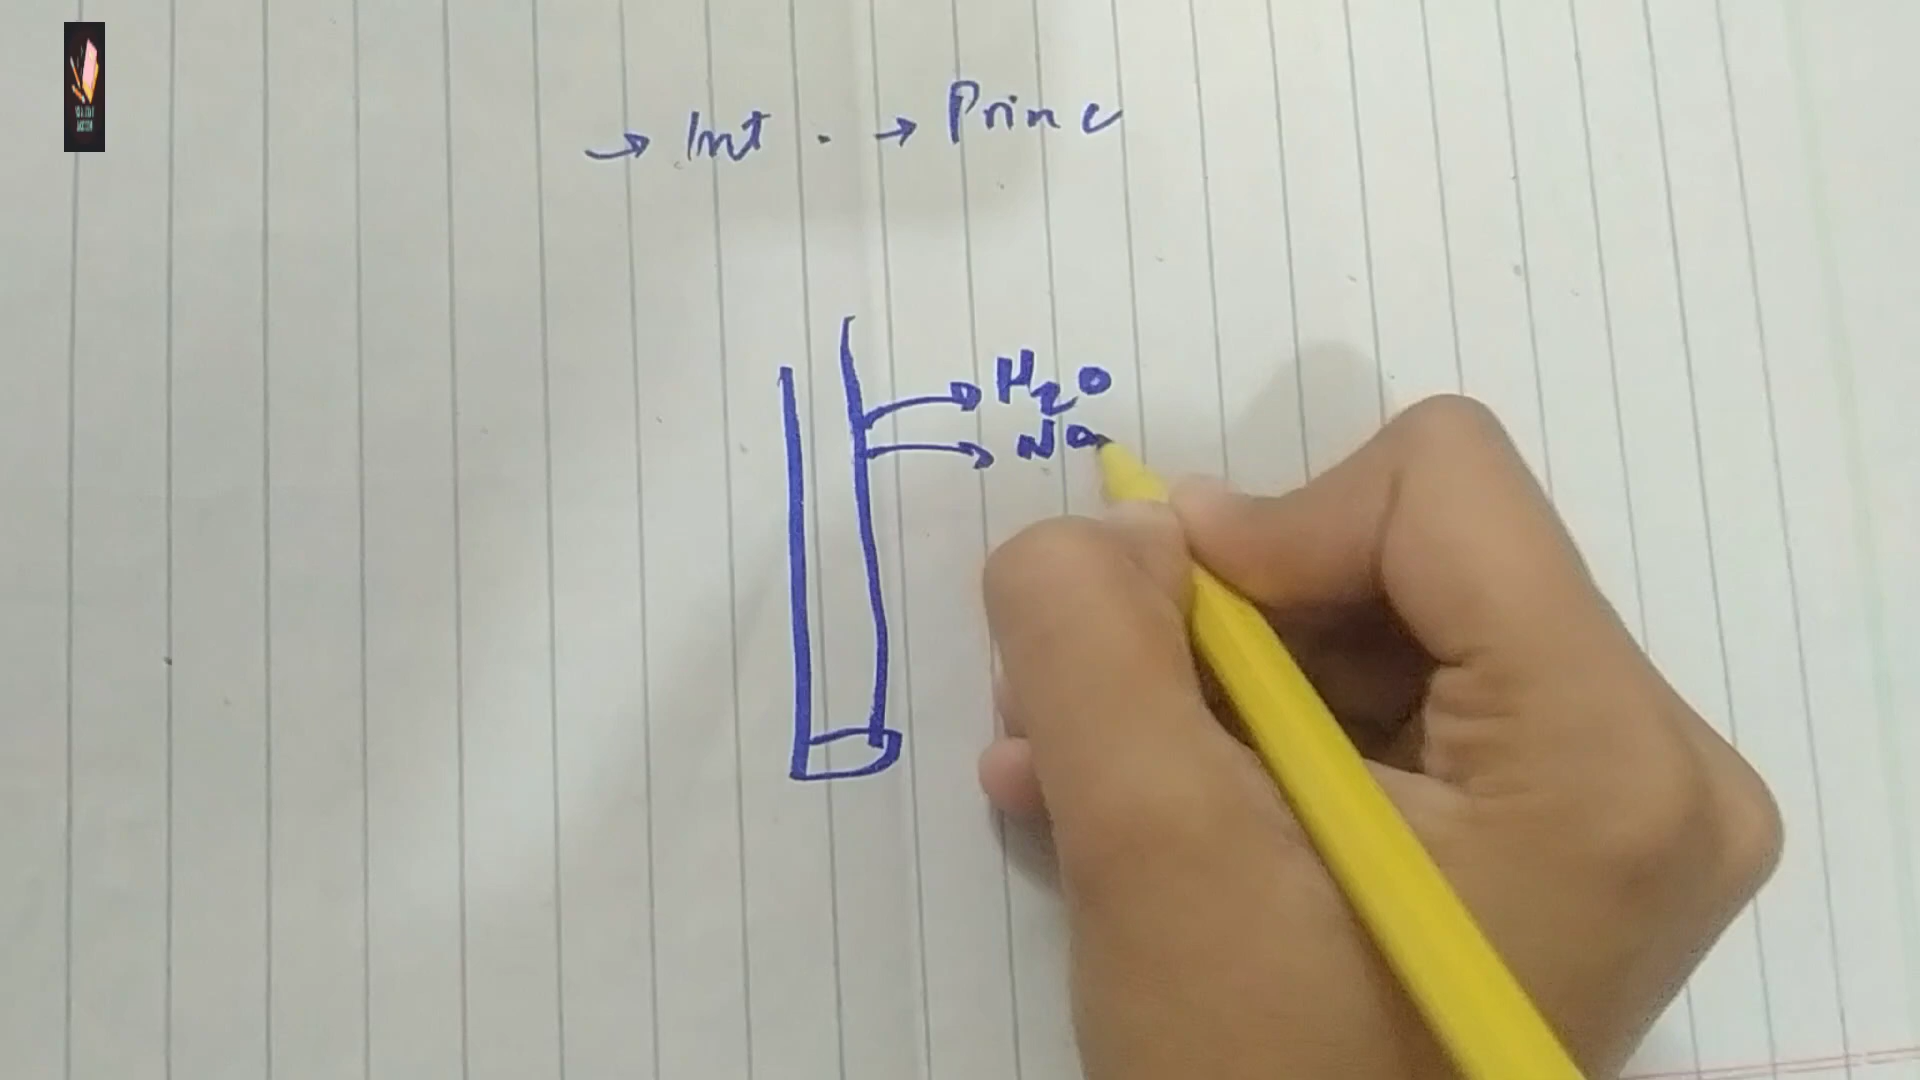 → Int . → Princ
→ H₂O
→ Na